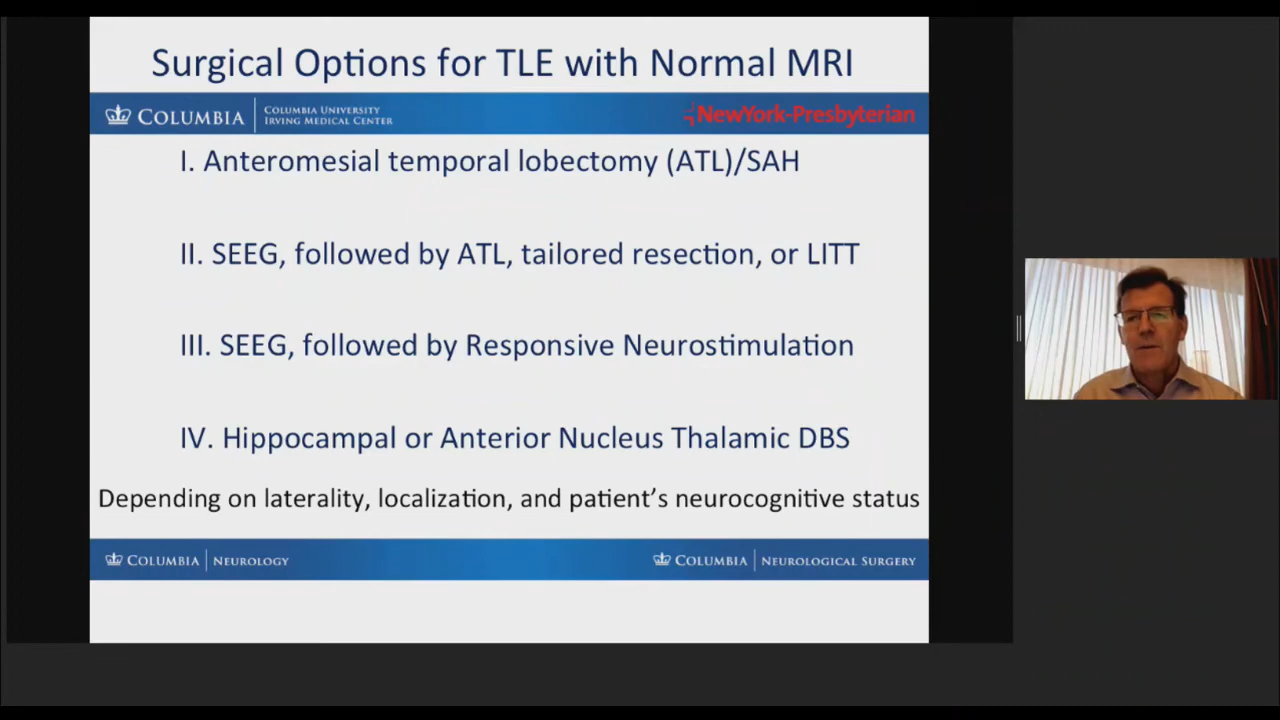 Surgical Options for TLE with Normal MRI
COLUMBIA
COLUMBIA UNIVERSITY
IRVING MEDICAL CENTER
NewYork-Presbyterian
I. Anteromesial temporal lobectomy (ATL)/SAH
II. SEEG, followed by ATL, tailored resection, or LITT
III. SEEG, followed by Responsive Neurostimulation
IV. Hippocampal or Anterior Nucleus Thalamic DBS
Depending on laterality, localization, and patient's neurocognitive status
COLUMBIA NEUROLOGY
COLUMBIA NEUROLOGICAL SURGERY